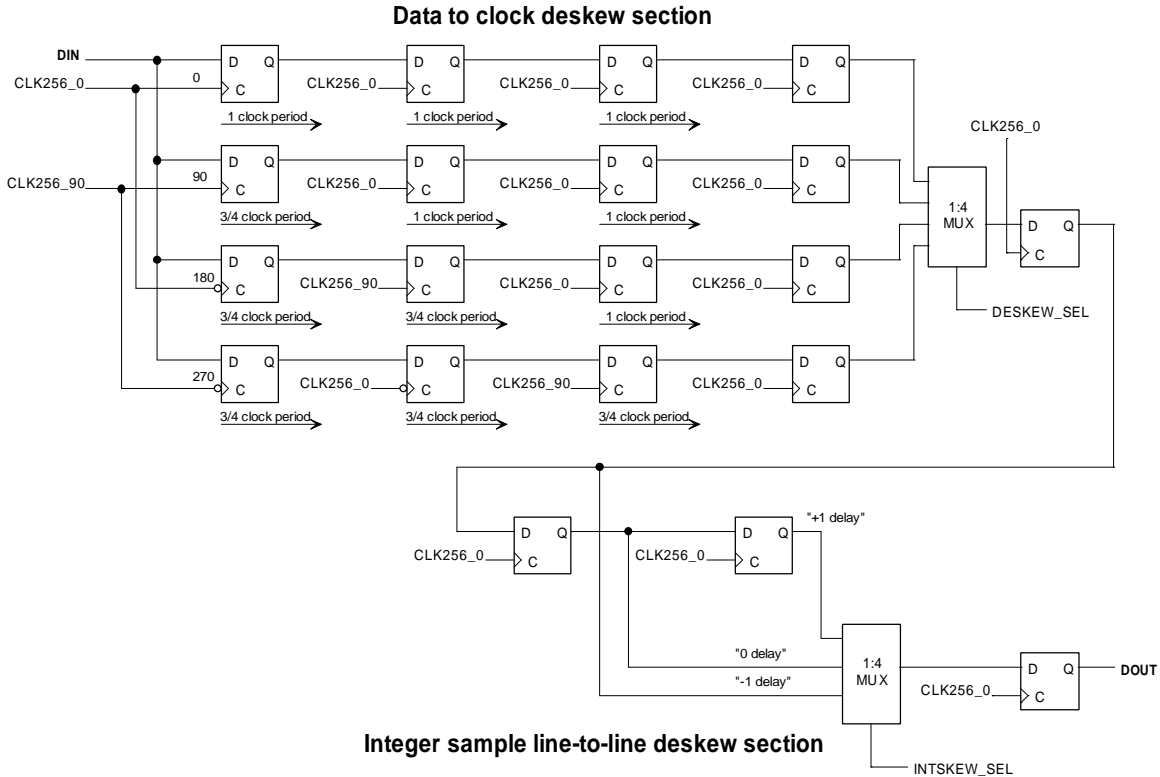 Data to clock deskew section
DIN
CLK256_0
0
D Q
C
CLK256_0
D Q
C
CLK256_0
D Q
C
CLK256_0
D Q
C
1 clock period
1 clock period
1 clock period
CLK256_0
CLK256_90
90
D Q
C
CLK256_0
D Q
C
CLK256_0
D Q
C
CLK256_0
D Q
C
3/4 clock period
1 clock period
1 clock period
1:4
MUX
D Q
C
180
D Q
C
CLK256_90
D Q
C
CLK256_0
D Q
C
CLK256_0
D Q
C
3/4 clock period
3/4 clock period
1 clock period
DESKEW_SEL
270
D Q
C
CLK256_0
D Q
C
CLK256_90
D Q
C
CLK256_0
D Q
C
3/4 clock period
3/4 clock period
3/4 clock period
CLK256_0
D Q
C
CLK256_0
D Q
C
"+1 delay"
"0 delay"
"-1 delay"
1:4
MUX
CLK256_0
D Q
C
DOUT
Integer sample line-to-line deskew section
INTSKEW_SEL